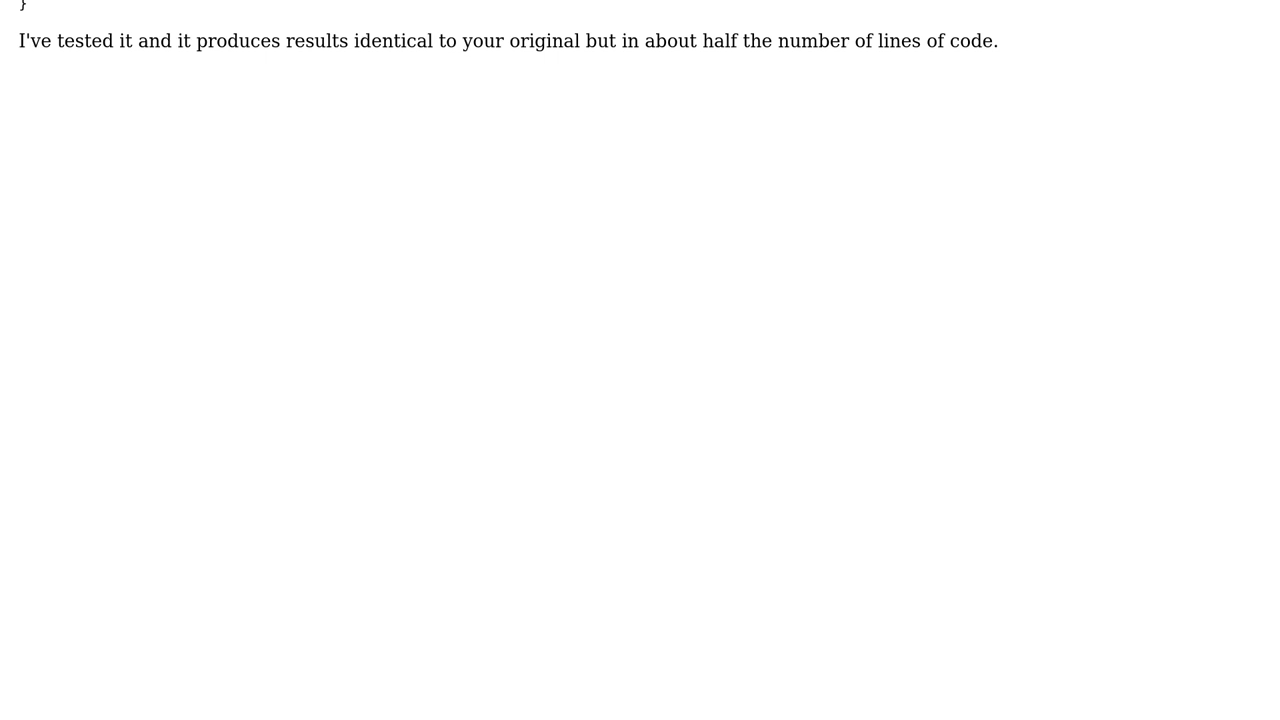 }
I've tested it and it produces results identical to your original but in about half the number of lines of code.